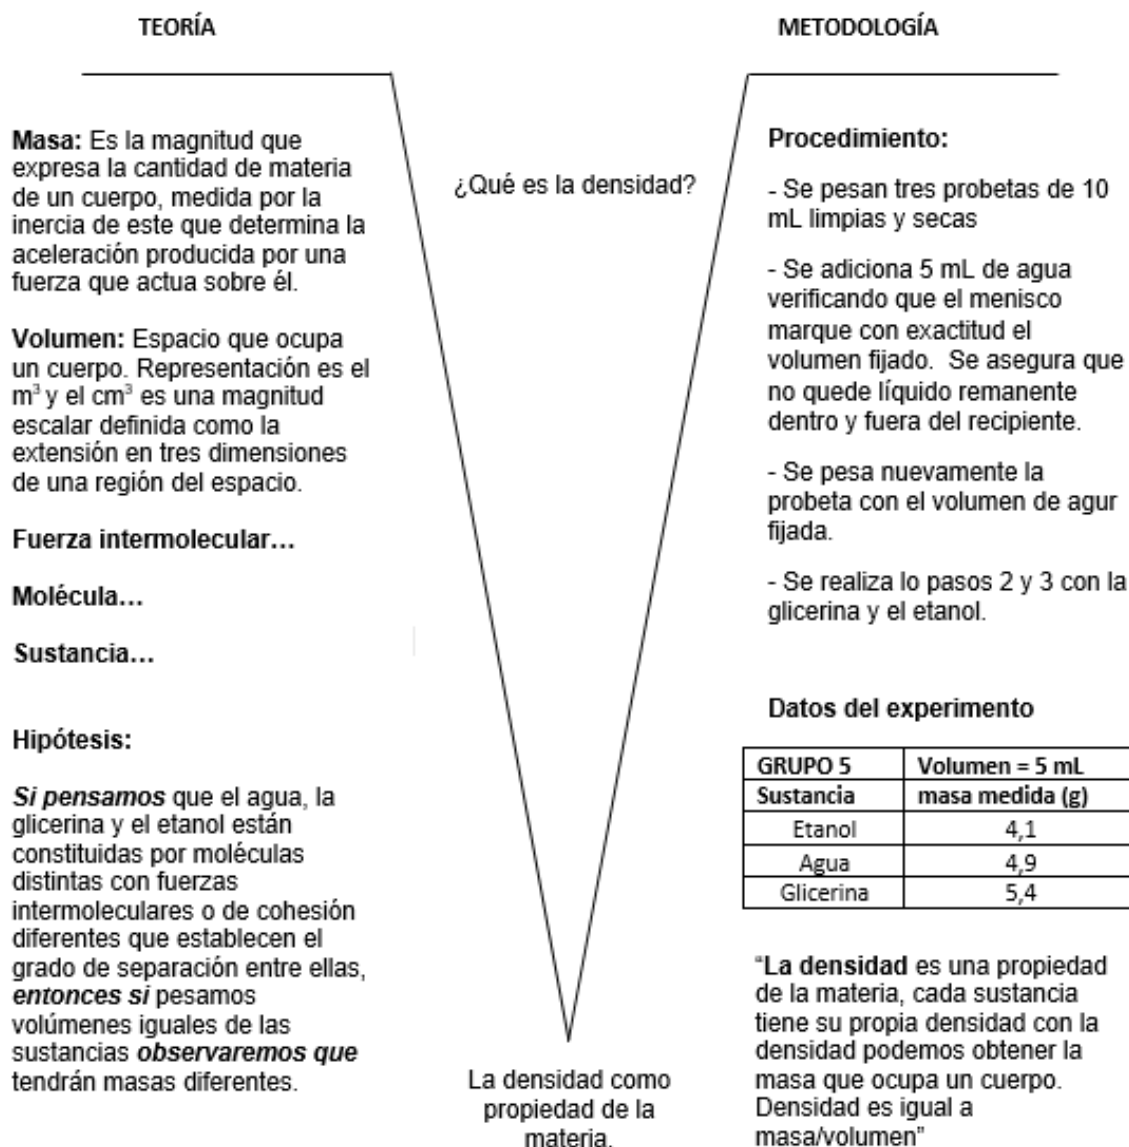 TEORÍA
Masa: Es la magnitud que
expresa la cantidad de materia
de un cuerpo, medida por la
inercia de este que determina la
aceleración producida por una
fuerza que actua sobre él.
Volumen: Espacio que ocupa
un cuerpo. Representación es el
m³ y el cm³ es una magnitud
escalar definida como la
extensión en tres dimensiones
de una región del espacio.
Fuerza intermolecular...
Molécula...
Sustancia...
Hipótesis:
Si pensamos que el agua, la
glicerina y el etanol están
constituidas por moléculas
distintas con fuerzas
intermoleculares o de cohesión
diferentes que establecen el
grado de separación entre ellas,
entonces si pesamos
volúmenes iguales de las
sustancias observaremos que
tendrán masas diferentes.
¿Qué es la densidad?
La densidad como
propiedad de la
materia.
METODOLOGÍA
Procedimiento:
- Se pesan tres probetas de 10
mL limpias y secas
- Se adiciona 5 mL de agua
verificando que el menisco
marque con exactitud el
volumen fijado. Se asegura que
no quede líquido remanente
dentro y fuera del recipiente.
- Se pesa nuevamente la
probeta con el volumen de agur
fijada.
- Se realiza lo pasos 2 y 3 con la
glicerina y el etanol.
Datos del experimento
GRUPO 5 Volumen = 5 mL
Sustancia masa medida (g)
Etanol 4,1
Agua 4,9
Glicerina 5,4
"La densidad es una propiedad
de la materia, cada sustancia
tiene su propia densidad con la
densidad podemos obtener la
masa que ocupa un cuerpo.
Densidad es igual a
masa/volumen"